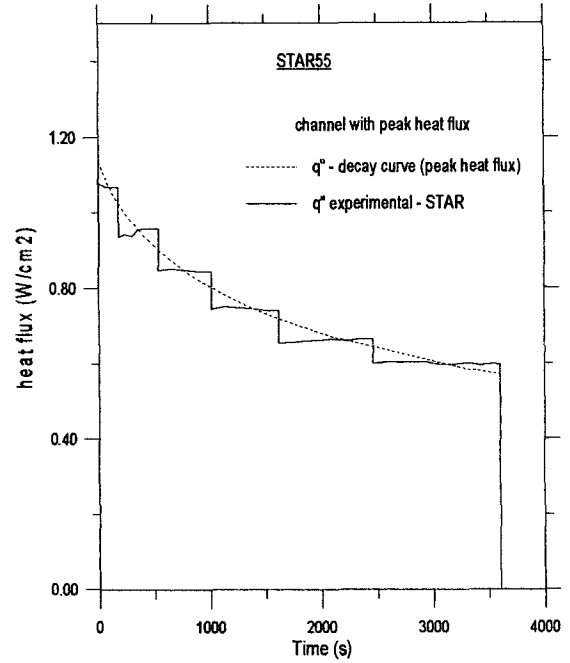 STAR55
channel with peak heat flux
q" - decay curve (peak heat flux)
q" experimental - STAR
heat flux (W/cm2)
1.20
0.80
0.40
0.00
0 1000 2000 3000 4000
Time (s)